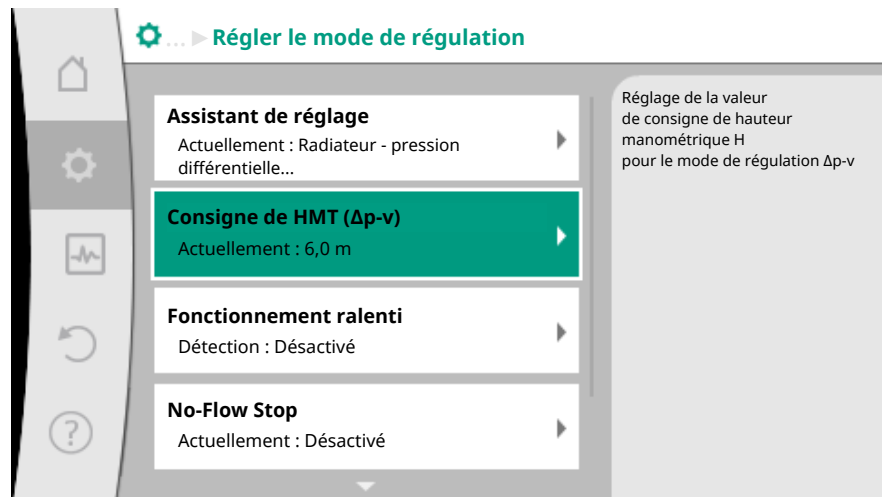 ... ▶ Régler le mode de régulation
Assistant de réglage
Actuellement : Radiateur - pression
différentielle...
Consigne de HMT (Δp-v)
Actuellement : 6,0 m
Fonctionnement ralenti
Détection : Désactivé
No-Flow Stop
Actuellement : Désactivé
Réglage de la valeur
de consigne de hauteur
manométrique H
pour le mode de régulation Δp-v
?